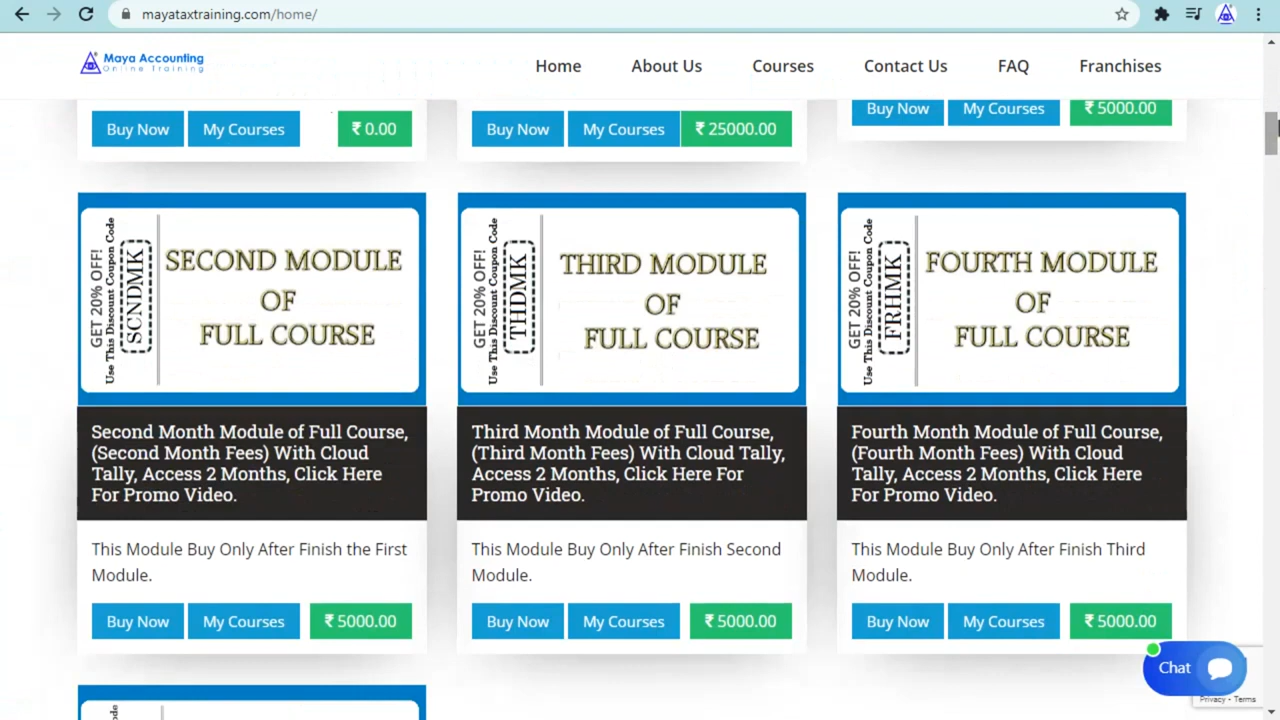 mayataxtraining.com/home/
Maya Accounting
Online Training
Home
About Us
Courses
Contact Us
FAQ
Franchises
Buy Now
My Courses
₹ 0.00
Buy Now
My Courses
₹ 25000.00
Buy Now
My Courses
₹ 5000.00
GET 20% OFF!
Use This Discount Coupon Code
SCNDMK
SECOND MODULE
OF
FULL COURSE
Second Month Module of Full Course,
(Second Month Fees) With Cloud
Tally, Access 2 Months, Click Here
For Promo Video.
This Module Buy Only After Finish the First
Module.
Buy Now
My Courses
₹ 5000.00
GET 20% OFF!
Use This Discount Coupon Code
THDMK
THIRD MODULE
OF
FULL COURSE
Third Month Module of Full Course,
(Third Month Fees) With Cloud Tally,
Access 2 Months, Click Here For
Promo Video.
This Module Buy Only After Finish Second
Module.
Buy Now
My Courses
₹ 5000.00
GET 20% OFF!
Use This Discount Coupon Code
FRHMK
FOURTH MODULE
OF
FULL COURSE
Fourth Month Module of Full Course,
(Fourth Month Fees) With Cloud
Tally, Access 2 Months, Click Here
For Promo Video.
This Module Buy Only After Finish Third
Module.
Buy Now
My Courses
₹ 5000.00
Chat
Privacy - Terms
Code